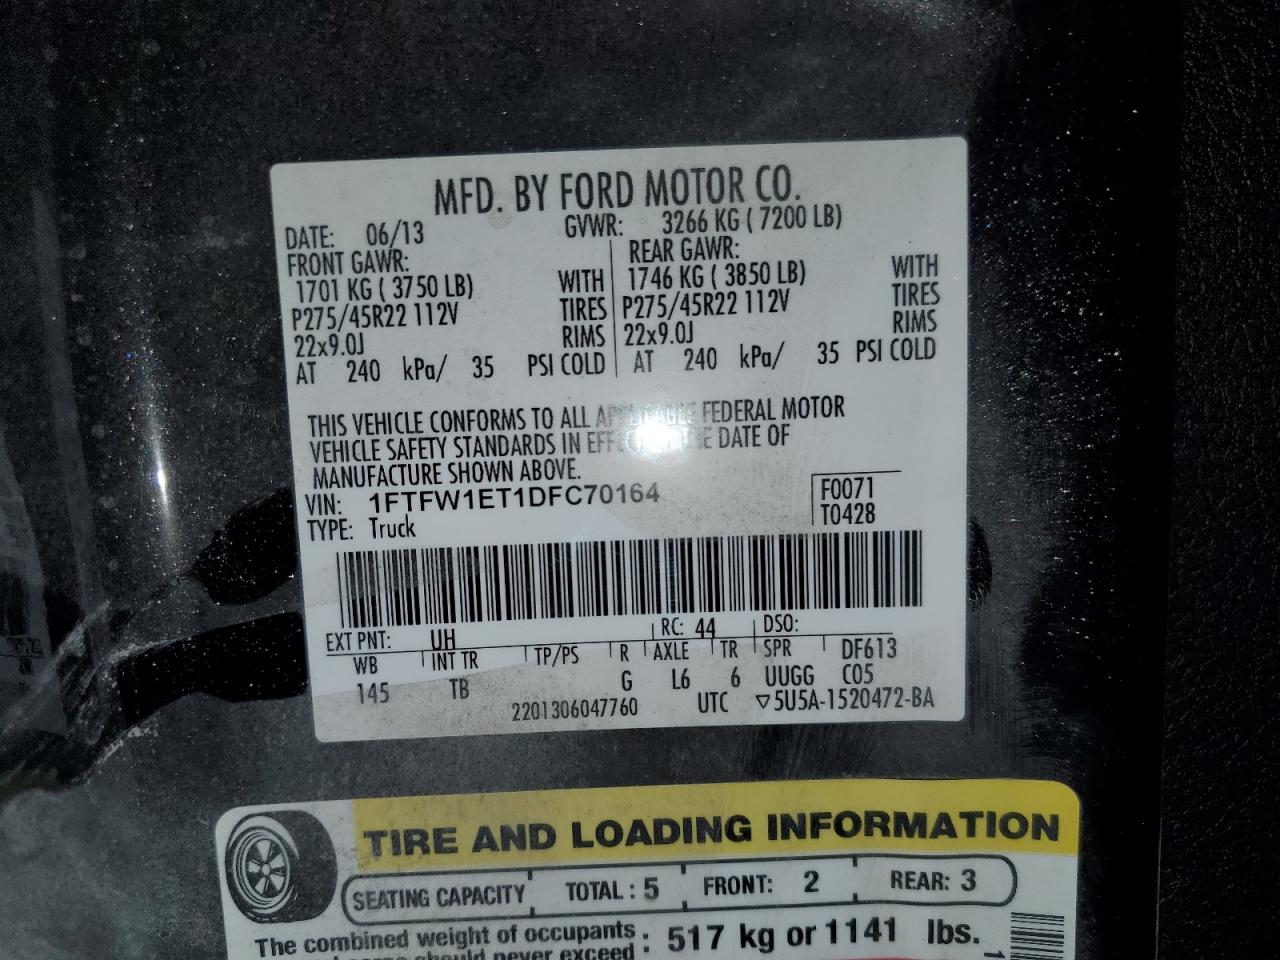 MFD. BY FORD MOTOR CO.
DATE: 06/13 GVWR: 3266 KG ( 7200 LB)
FRONT GAWR: REAR GAWR:
1701 KG ( 3750 LB) WITH 1746 KG ( 3850 LB) WITH
P275/45R22 112V TIRES P275/45R22 112V TIRES
22x9.0J RIMS 22x9.0J RIMS
AT 240 kPa/ 35 PSI COLD AT 240 kPa/ 35 PSI COLD
THIS VEHICLE CONFORMS TO ALL APPLICABLE FEDERAL MOTOR
VEHICLE SAFETY STANDARDS IN DATE OF
MANUFACTURE SHOWN ABOVE.
VIN: 1FTFW1ET1DFC70164 F0071
TYPE: Truck T0428
EXT PNT: UH RC: 44 DSO:
WB INT TR TP/PS R AXLE TR SPR DF613
145 TB G L6 6 UUGG C05
2201306047760 UTC ▽5U5A-1520472-BA
TIRE AND LOADING INFORMATION
SEATING CAPACITY TOTAL : 5 FRONT: 2 REAR: 3
The combined weight of occupants : 517 kg or 1141 lbs.
should never exceed :